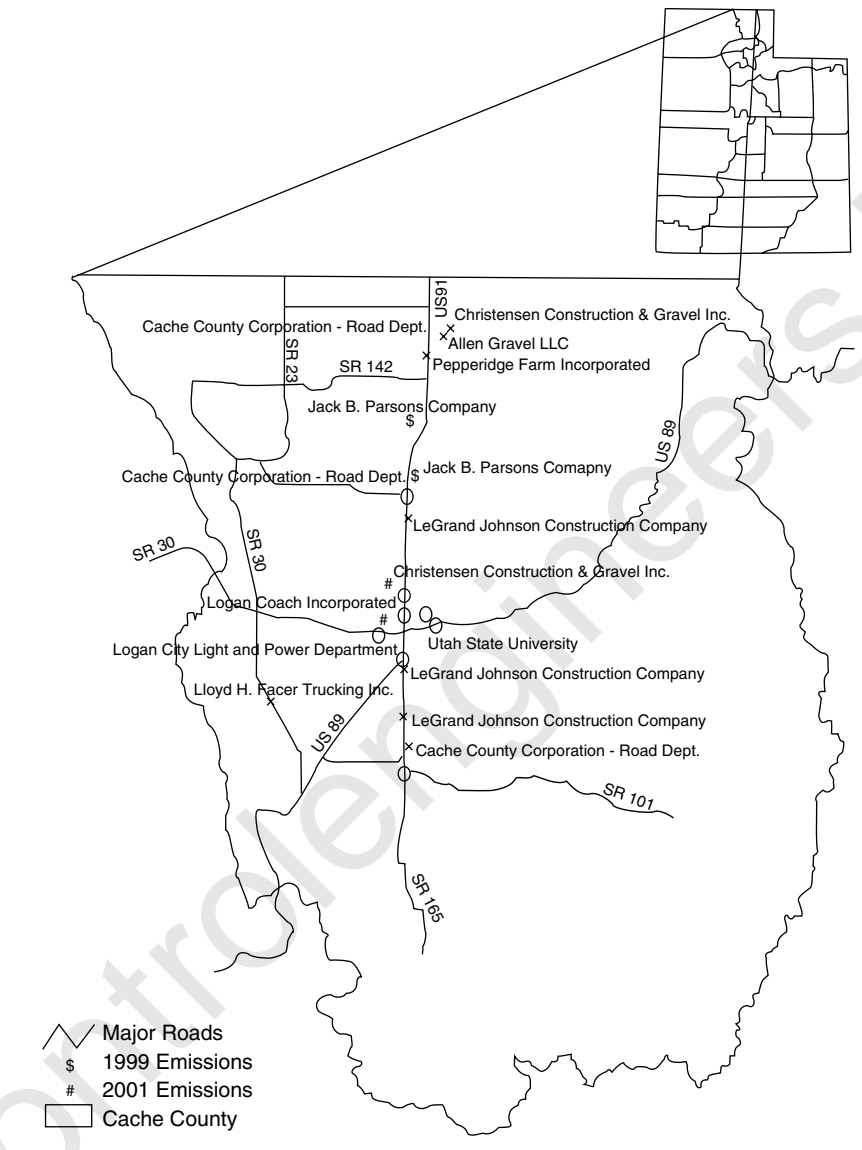 US91
Christensen Construction & Gravel Inc.
Cache County Corporation - Road Dept.
Allen Gravel LLC
SR 23
SR 142
Pepperidge Farm Incorporated
Jack B. Parsons Company
$
US 89
Jack B. Parsons Comapny
Cache County Corporation - Road Dept. $
LeGrand Johnson Construction Company
SR 30
SR 30
Christensen Construction & Gravel Inc.
#
Logan Coach Incorporated
#
Utah State University
Logan City Light and Power Department
LeGrand Johnson Construction Company
Lloyd H. Facer Trucking Inc.
LeGrand Johnson Construction Company
US 89
Cache County Corporation - Road Dept.
SR 101
SR 165
Major Roads
$ 1999 Emissions
# 2001 Emissions
Cache County
ontrolengineers